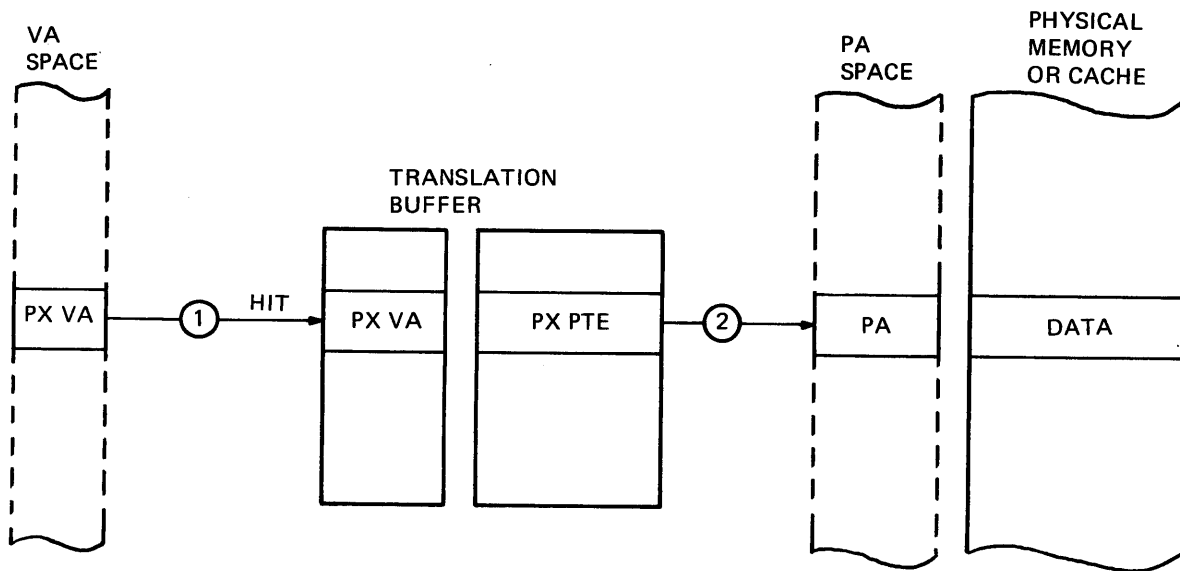 VA
SPACE
PA
SPACE
PHYSICAL
MEMORY
OR CACHE
TRANSLATION
BUFFER
PX VA
1
HIT
PX VA
PX PTE
2
PA
DATA